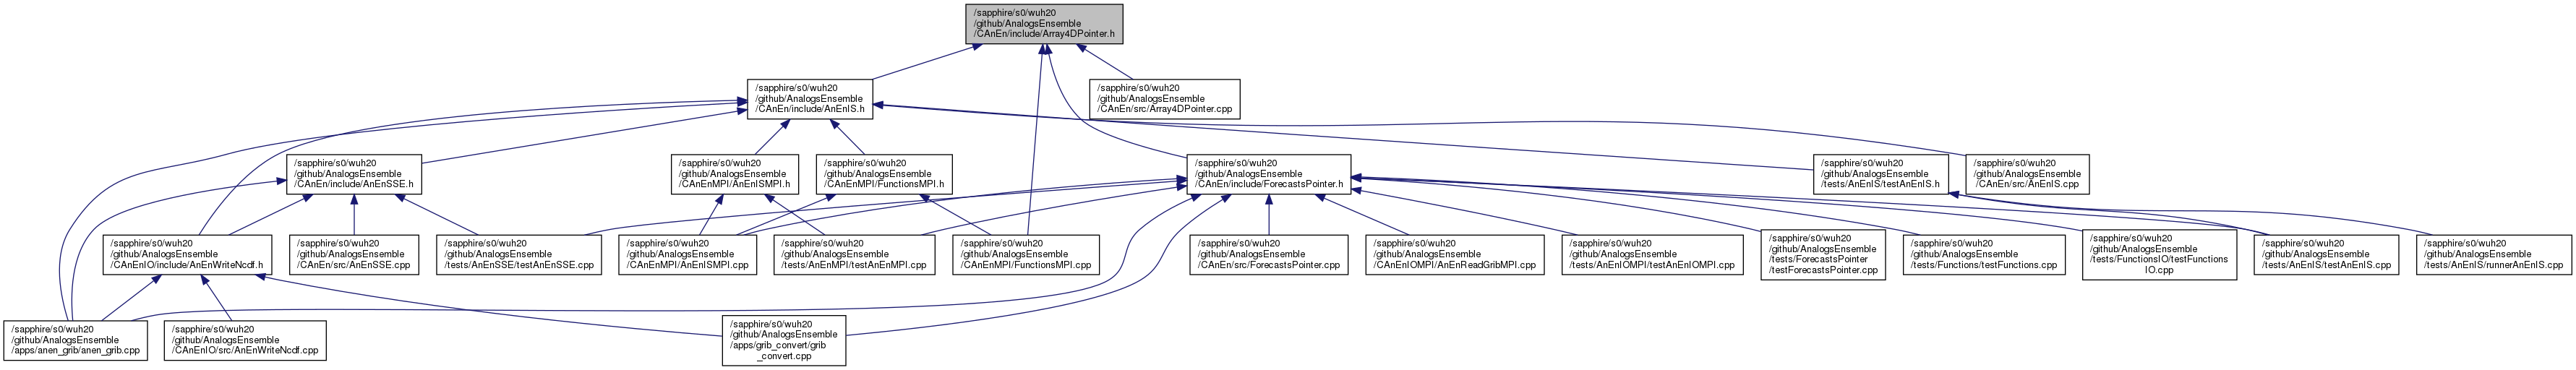 /sapphire/s0/wuh20
/github/AnalogsEnsemble
/CAnEn/include/Array4DPointer.h
/sapphire/s0/wuh20
/github/AnalogsEnsemble
/CAnEn/include/AnEnIS.h
/sapphire/s0/wuh20
/github/AnalogsEnsemble
/CAnEn/src/Array4DPointer.cpp
/sapphire/s0/wuh20
/github/AnalogsEnsemble
/CAnEn/include/AnEnSSE.h
/sapphire/s0/wuh20
/github/AnalogsEnsemble
/CAnEnMPI/AnEnISMPI.h
/sapphire/s0/wuh20
/github/AnalogsEnsemble
/CAnEnMPI/FunctionsMPI.h
/sapphire/s0/wuh20
/github/AnalogsEnsemble
/CAnEn/include/ForecastsPointer.h
/sapphire/s0/wuh20
/github/AnalogsEnsemble
/tests/AnEnIS/testAnEnIS.h
/sapphire/s0/wuh20
/github/AnalogsEnsemble
/CAnEn/src/AnEnIS.cpp
/sapphire/s0/wuh20
/github/AnalogsEnsemble
/CAnEnIO/include/AnEnWriteNcdf.h
/sapphire/s0/wuh20
/github/AnalogsEnsemble
/CAnEn/src/AnEnSSE.cpp
/sapphire/s0/wuh20
/github/AnalogsEnsemble
/tests/AnEnSSE/testAnEnSSE.cpp
/sapphire/s0/wuh20
/github/AnalogsEnsemble
/CAnEnMPI/AnEnISMPI.cpp
/sapphire/s0/wuh20
/github/AnalogsEnsemble
/tests/AnEnMPI/testAnEnMPI.cpp
/sapphire/s0/wuh20
/github/AnalogsEnsemble
/CAnEnMPI/FunctionsMPI.cpp
/sapphire/s0/wuh20
/github/AnalogsEnsemble
/CAnEn/src/ForecastsPointer.cpp
/sapphire/s0/wuh20
/github/AnalogsEnsemble
/CAnEnIOMPI/AnEnReadGribMPI.cpp
/sapphire/s0/wuh20
/github/AnalogsEnsemble
/tests/AnEnIOMPI/testAnEnIOMPI.cpp
/sapphire/s0/wuh20
/github/AnalogsEnsemble
/tests/ForecastsPointer
/testForecastsPointer.cpp
/sapphire/s0/wuh20
/github/AnalogsEnsemble
/tests/Functions/testFunctions.cpp
/sapphire/s0/wuh20
/github/AnalogsEnsemble
/tests/FunctionsIO/testFunctions
IO.cpp
/sapphire/s0/wuh20
/github/AnalogsEnsemble
/tests/AnEnIS/testAnEnIS.cpp
/sapphire/s0/wuh20
/github/AnalogsEnsemble
/tests/AnEnIS/runnerAnEnIS.cpp
/sapphire/s0/wuh20
/github/AnalogsEnsemble
/apps/anen_grib/anen_grib.cpp
/sapphire/s0/wuh20
/github/AnalogsEnsemble
/CAnEnIO/src/AnEnWriteNcdf.cpp
/sapphire/s0/wuh20
/github/AnalogsEnsemble
/apps/grib_convert/grib
_convert.cpp